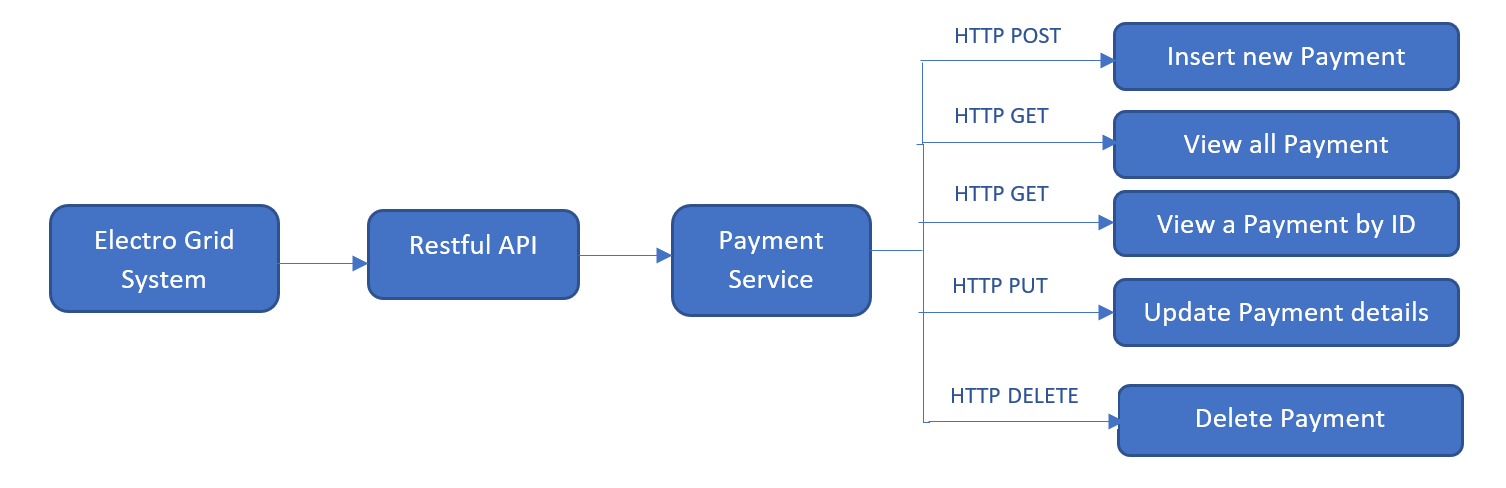 Electro Grid
System
Restful API
Payment
Service
HTTP POST
Insert new Payment
HTTP GET
View all Payment
HTTP GET
View a Payment by ID
HTTP PUT
Update Payment details
HTTP DELETE
Delete Payment